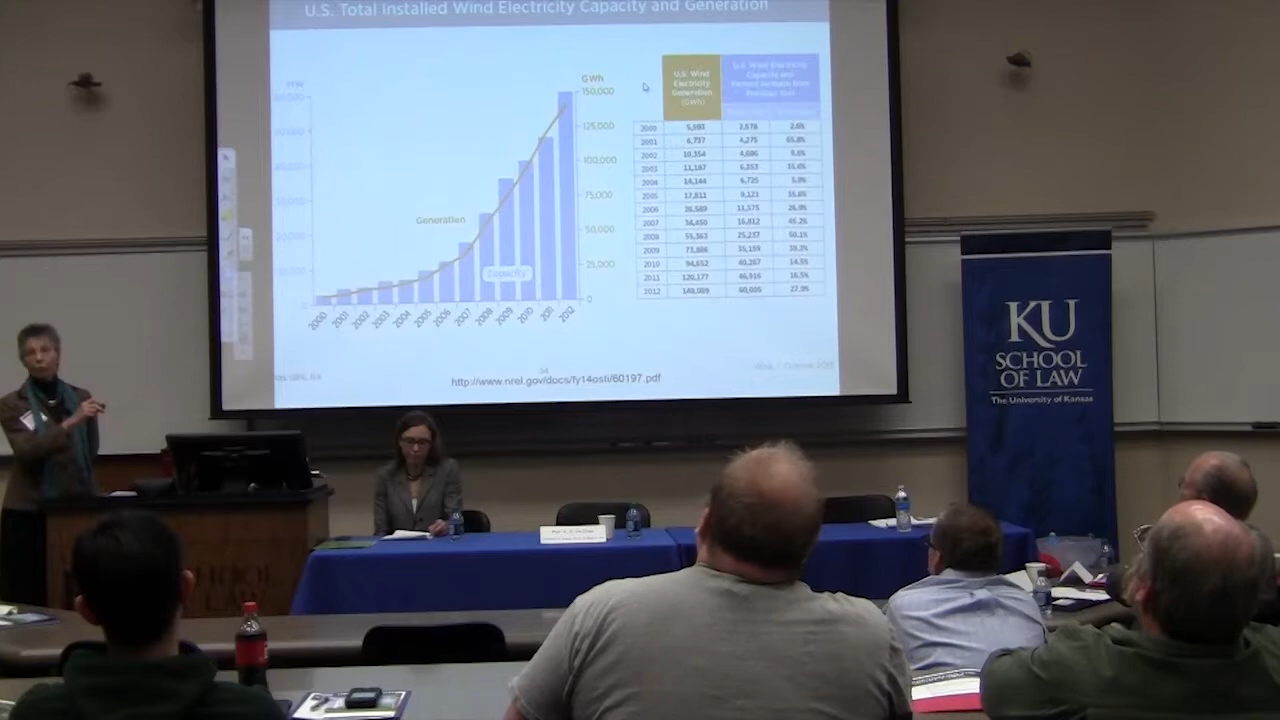 U.S. Total Installed Wind Electricity Capacity and Generation
GWh
150,000
125,000
100,000
75,000
50,000
25,000
0
Generation
Capacity
2000 2001 2002 2003 2004 2005 2006 2007 2008 2009 2010 2011 2012
U.S. Wind
Electricity
Generation
(GWh)
U.S. Wind Electricity
Capacity and
Percent Increase from
Previous Year
2000 5,593 2,578 2.6%
2001 6,737 4,275 65.8%
2002 10,354 4,686 9.6%
2003 11,187 6,353 35.6%
2004 14,144 6,725 5.9%
2005 17,811 9,121 35.6%
2006 26,589 11,575 26.9%
2007 34,450 16,812 45.2%
2008 55,363 25,237 50.1%
2009 73,886 35,159 39.3%
2010 94,652 40,267 14.5%
2011 120,177 46,916 16.5%
2012 140,089 60,005 27.9%
34
http://www.nrel.gov/docs/fy14osti/60197.pdf
KU
SCHOOL
OF LAW
The University of Kansas
SCHOOL
LAW